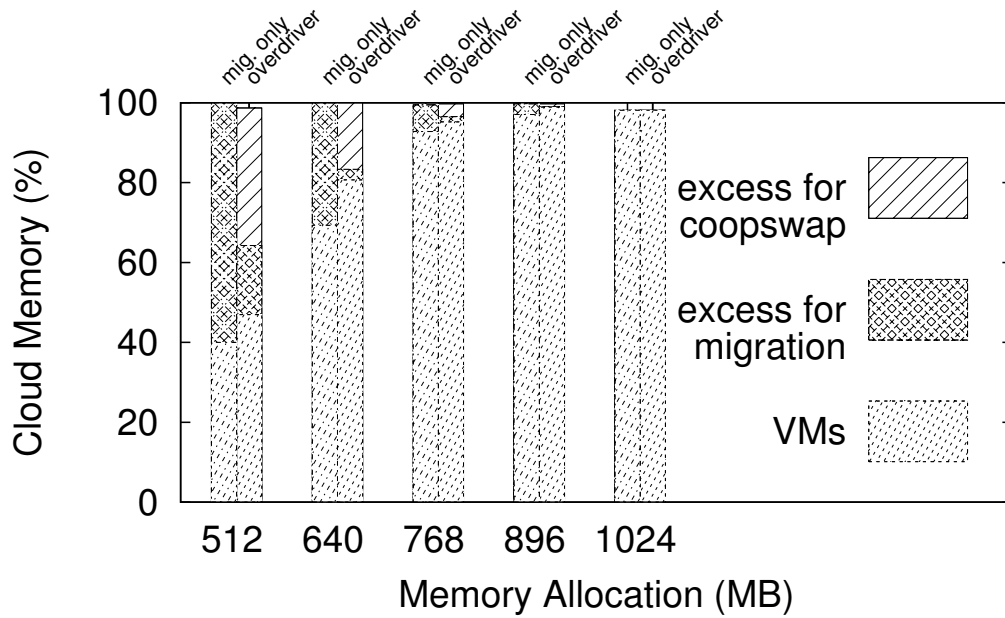 mig. only
overdriver
mig. only
overdriver
mig. only
overdriver
mig. only
overdriver
mig. only
overdriver
Cloud Memory (%)
100
80
60
40
20
0
excess for
coopswap
excess for
migration
VMs
512 640 768 896 1024
Memory Allocation (MB)